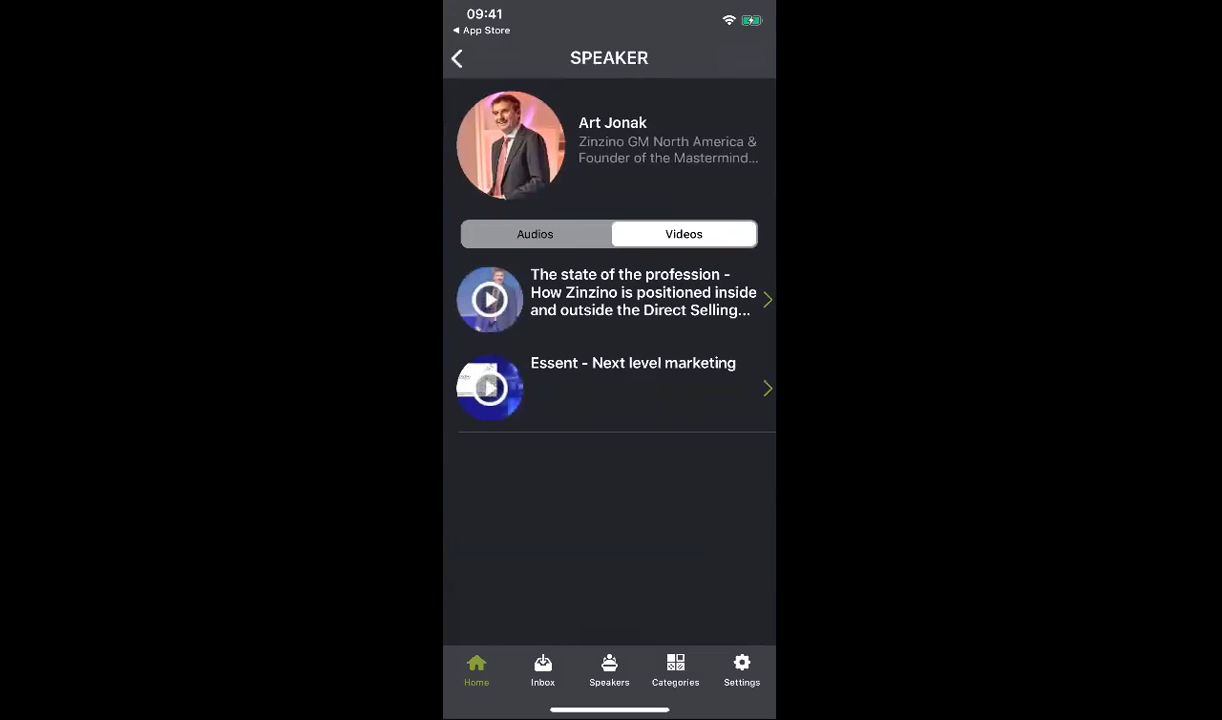 09:41
◀ App Store
SPEAKER
Art Jonak
Zinzino GM North America &
Founder of the Mastermind...
Audios
Videos
The state of the profession -
How Zinzino is positioned inside
and outside the Direct Selling...
Essent - Next level marketing
Home
Inbox
Speakers
Categories
Settings